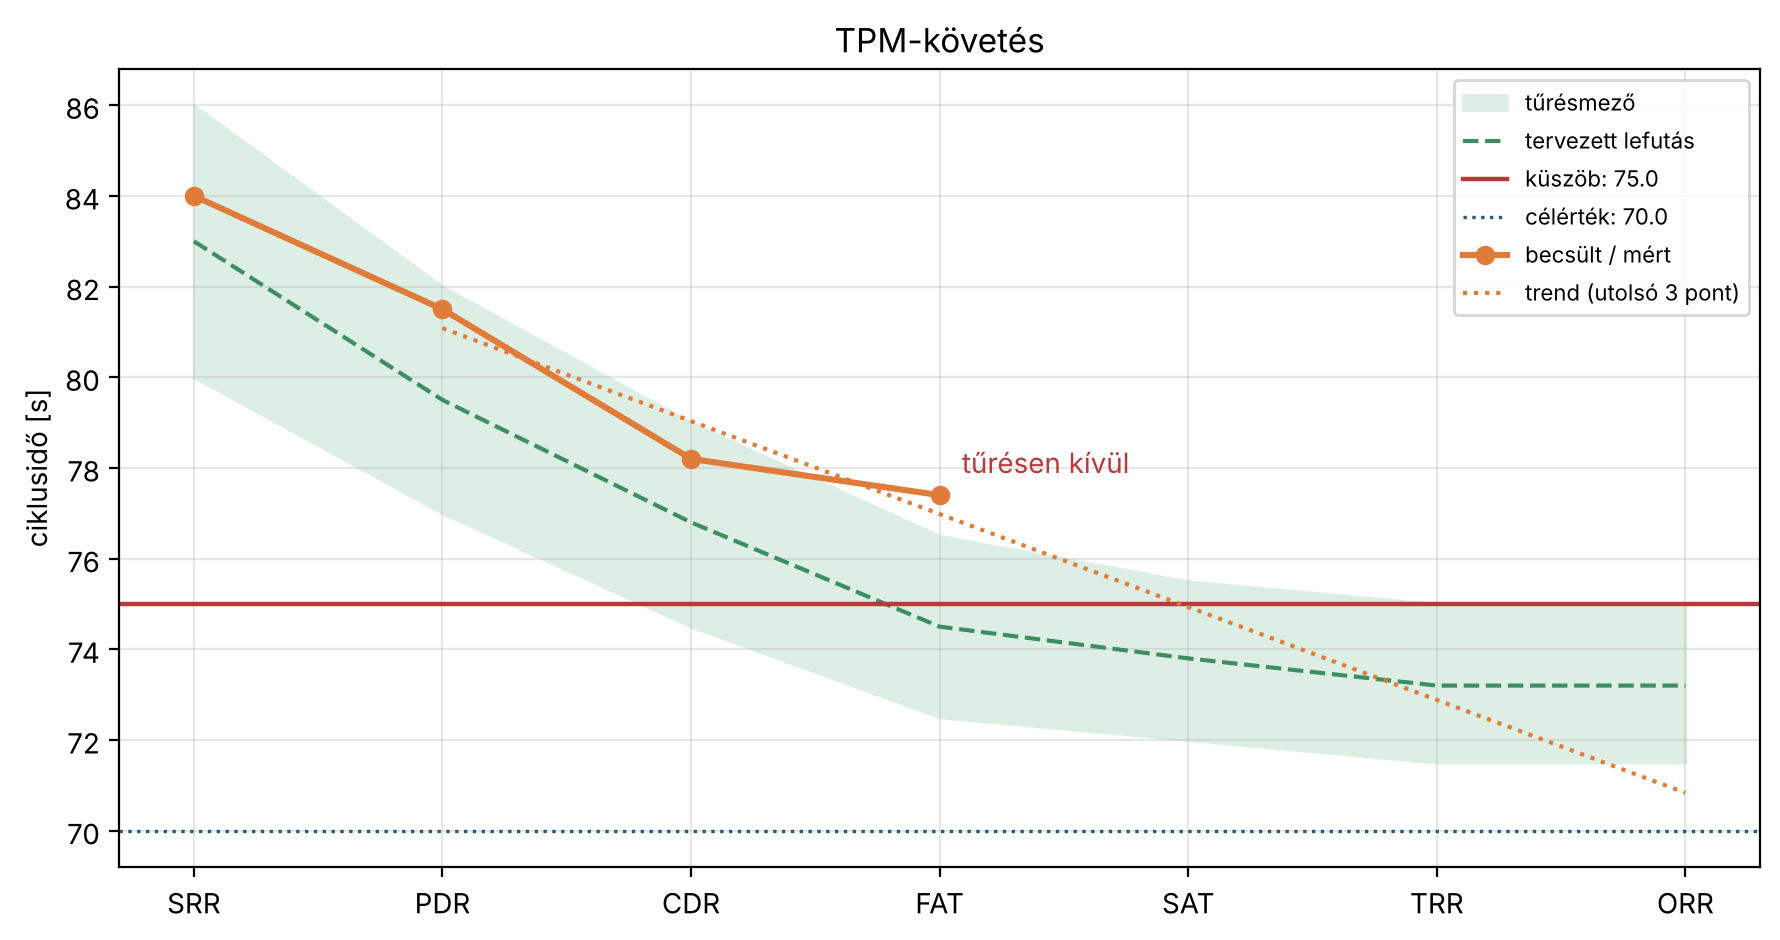 TPM-követés
ciklusidő [s]
86
84
82
80
78
76
74
72
70
tűrésmező
tervezett lefutás
küszöb: 75.0
célérték: 70.0
becsült / mért
trend (utolsó 3 pont)
tűrésen kívül
SRR PDR CDR FAT SAT TRR ORR